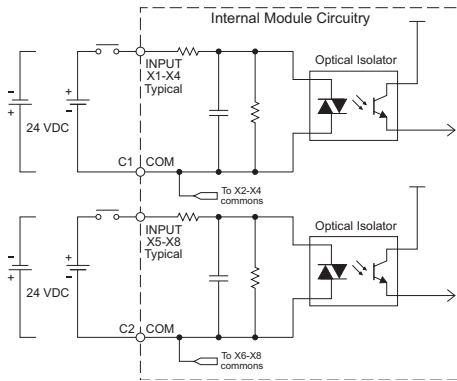 Internal Module Circuitry
Optical Isolator
INPUT
X1-X4
Typical
-
+
+
-
24 VDC
C1
COM
To X2-X4
commons
Optical Isolator
INPUT
X5-X8
Typical
-
+
+
-
24 VDC
C2
COM
To X6-X8
commons